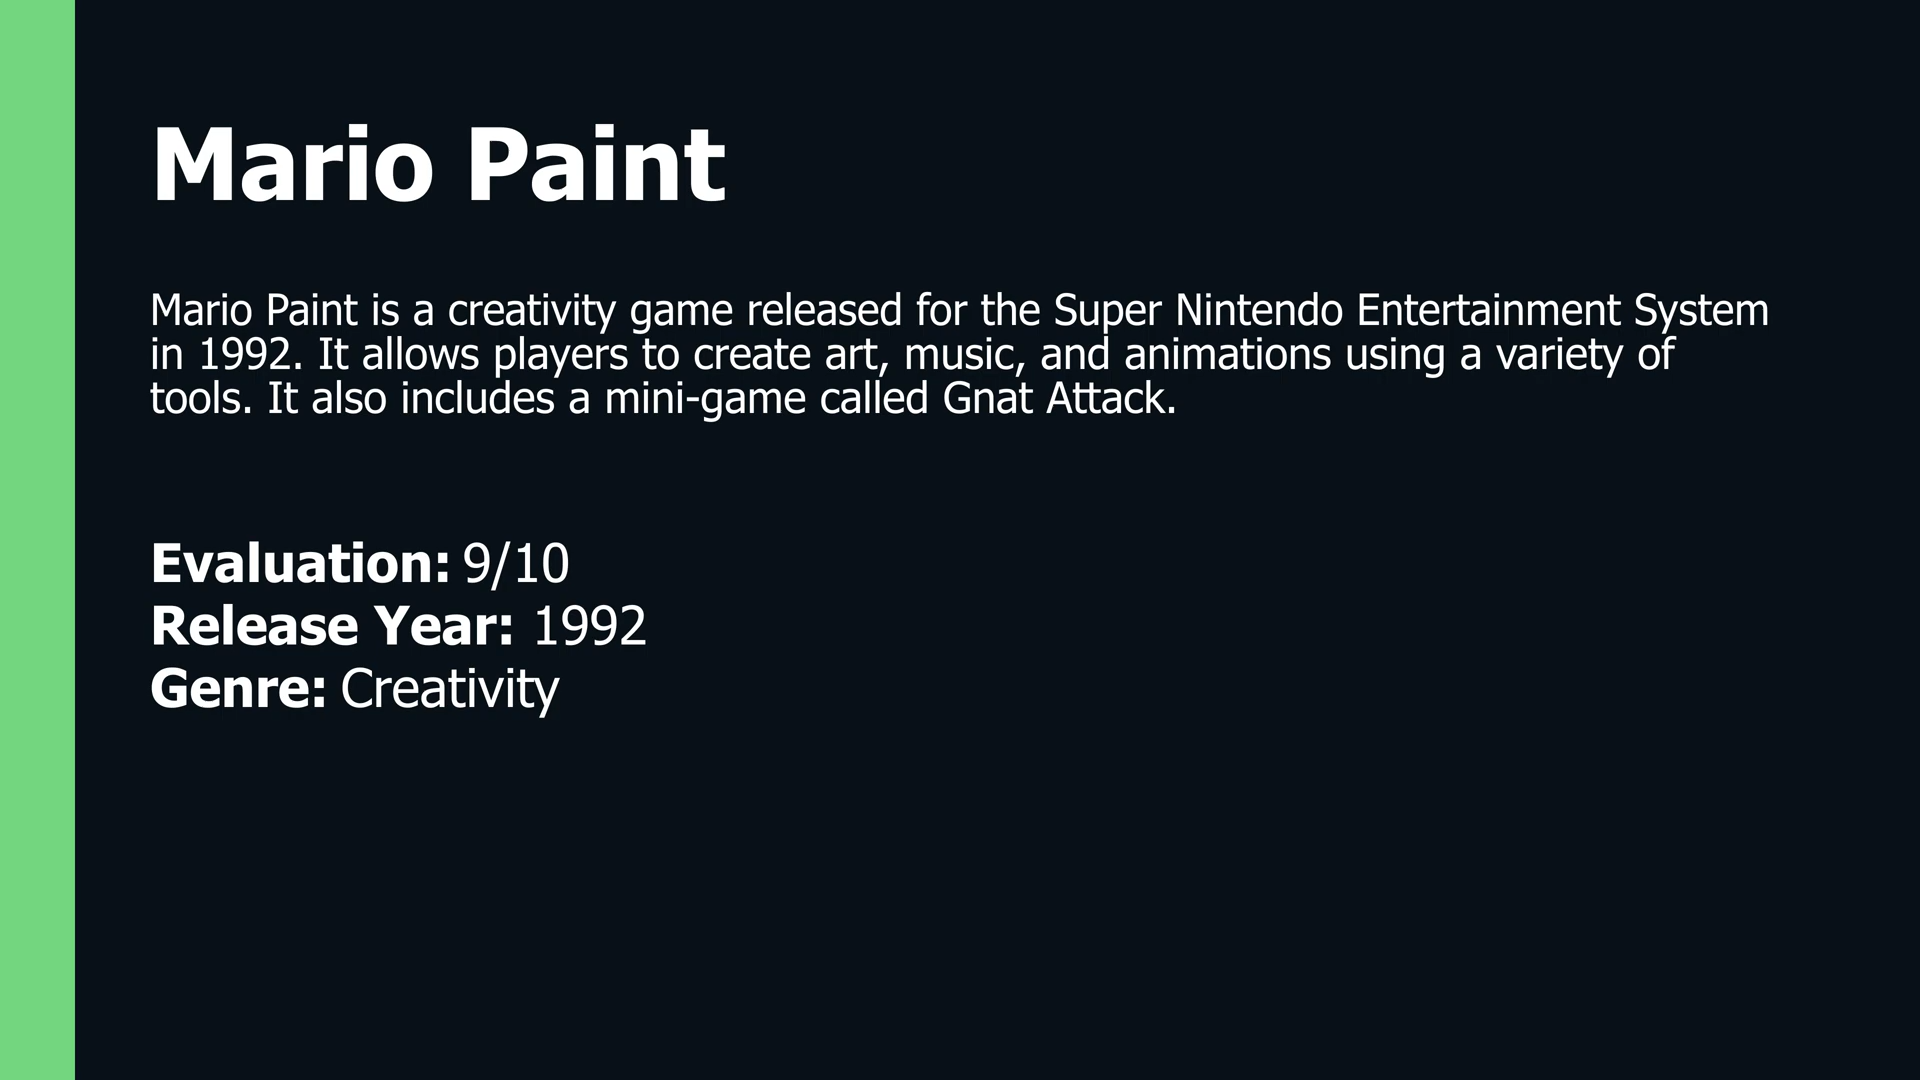 Mario Paint
Mario Paint is a creativity game released for the Super Nintendo Entertainment System
in 1992. It allows players to create art, music, and animations using a variety of
tools. It also includes a mini-game called Gnat Attack.
Evaluation: 9/10
Release Year: 1992
Genre: Creativity